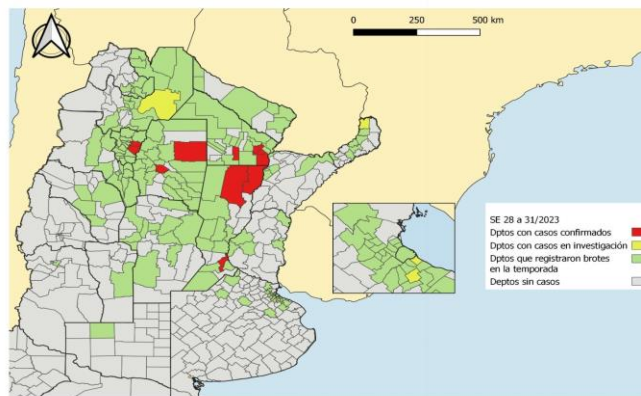 0 250 500 km
SE 28 a 31/2023
Dptos con casos confirmados
Dptos con casos en investigación
Dptos que registraron brotes
en la temporada
Deptos sin casos